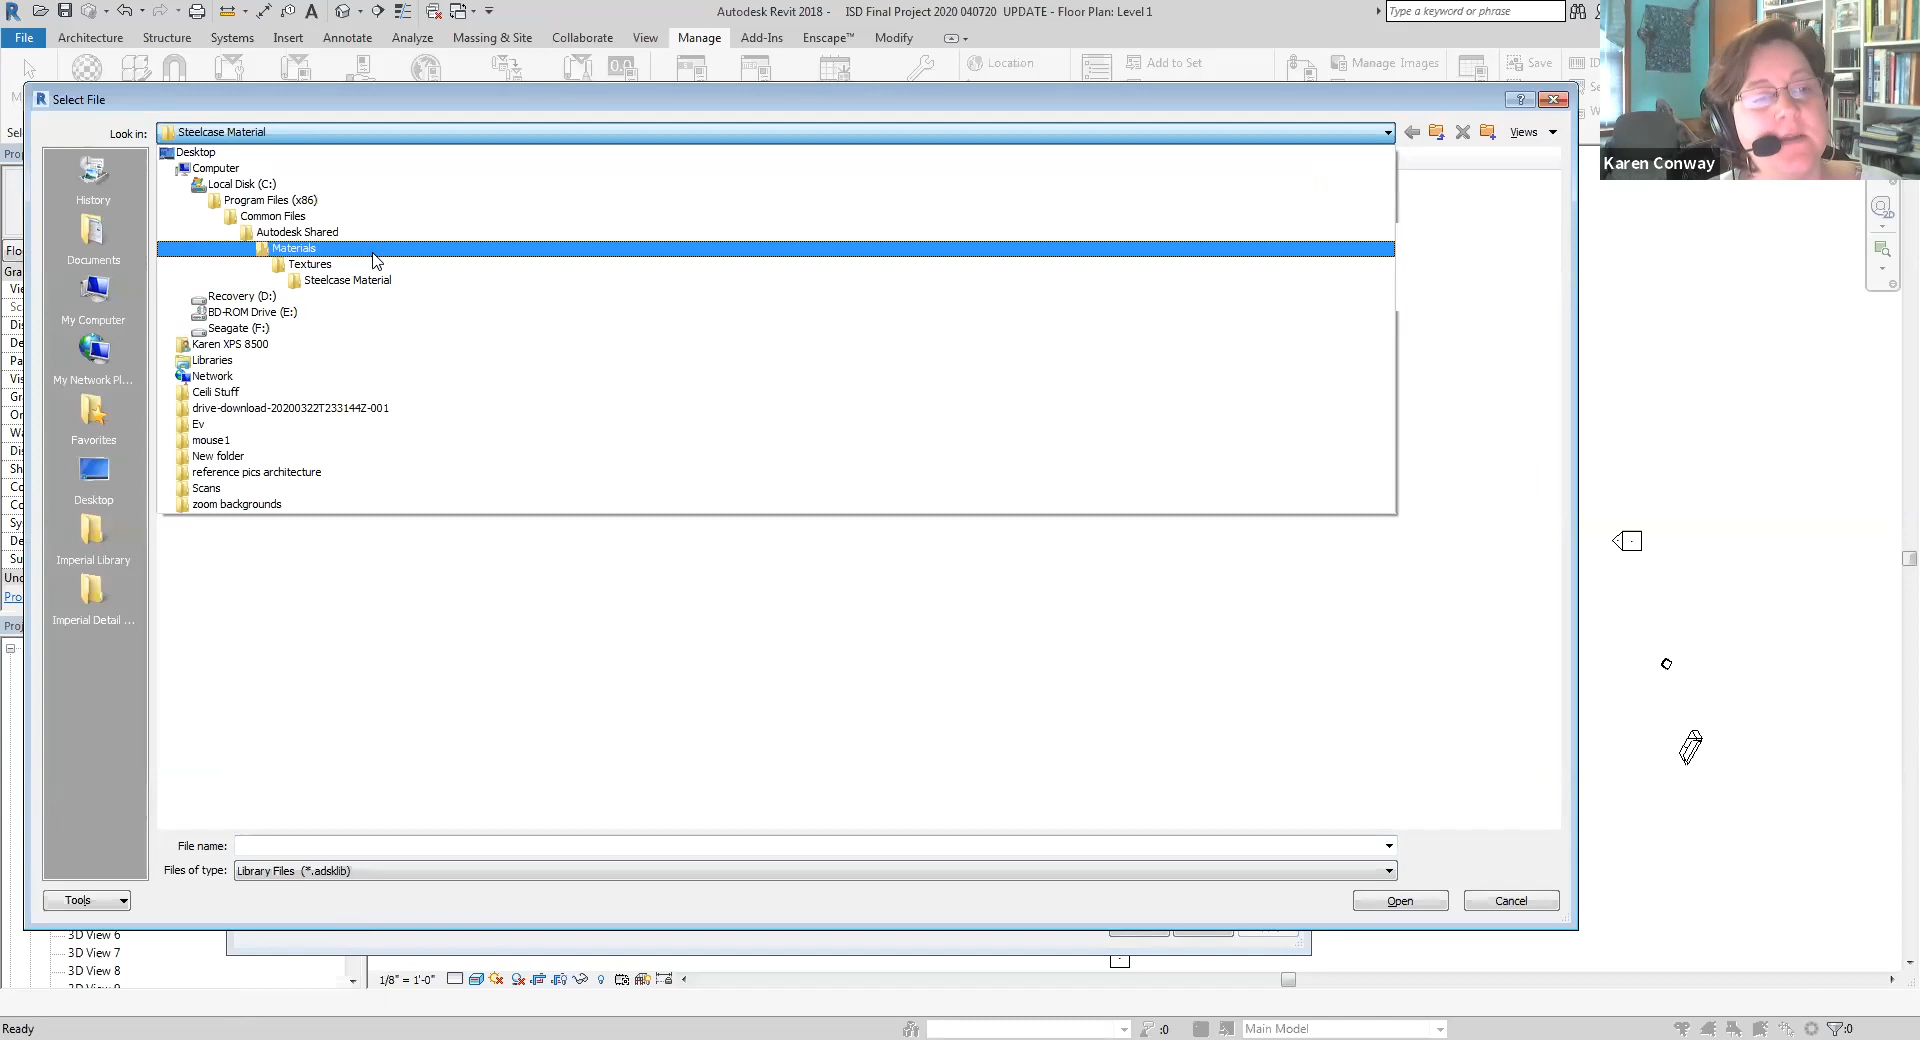 Autodesk Revit 2018 -    ISD Final Project 2020 040720  UPDATE - Floor Plan: Level 1
Type a keyword or phrase
File Architecture Structure Systems Insert Annotate Analyze Massing & Site Collaborate View Manage Add-Ins Enscape™ Modify
Location
Add to Set
Manage Images
Save
Select File
Look in:
Steelcase Material
Views
Desktop
Computer
Local Disk (C:)
Program Files (x86)
Common Files
Autodesk Shared
Materials
Textures
Steelcase Material
Recovery (D:)
BD-ROM Drive (E:)
Seagate (F:)
Karen XPS 8500
Libraries
Network
Ceili Stuff
drive-download-20200322T233144Z-001
Ev
mouse1
New folder
reference pics architecture
Scans
zoom backgrounds
History
Documents
My Computer
My Network Pl...
Favorites
Desktop
Imperial Library
Imperial Detail ...
File name:
Files of type:
Library Files  (*.adsklib)
Tools
Open
Cancel
Karen Conway
3D View 6
3D View 7
3D View 8
1/8" = 1'-0"
Ready
:0
Main Model
:0